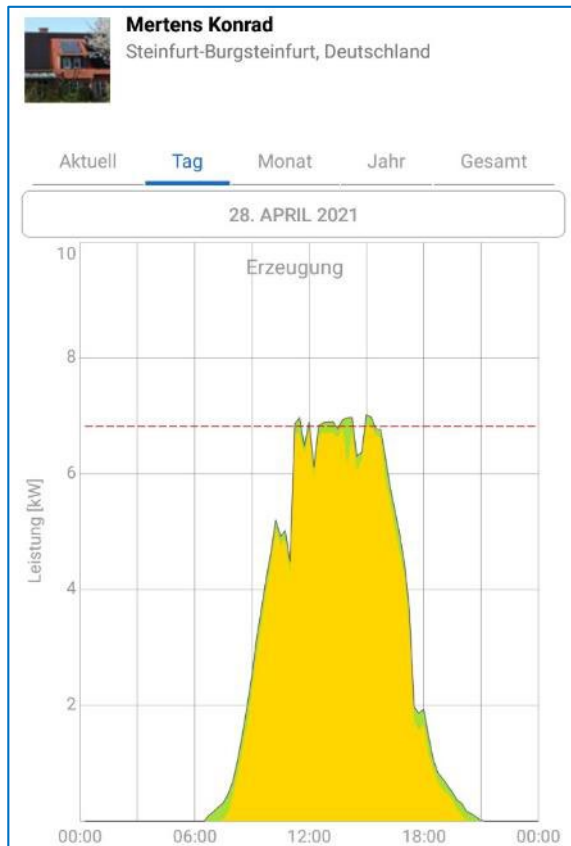 Mertens Konrad
Steinfurt-Burgsteinfurt, Deutschland
Aktuell Tag Monat Jahr Gesamt
28. APRIL 2021
Erzeugung
10
8
6
4
2
Leistung [kW]
00:00 06:00 12:00 18:00 00:00